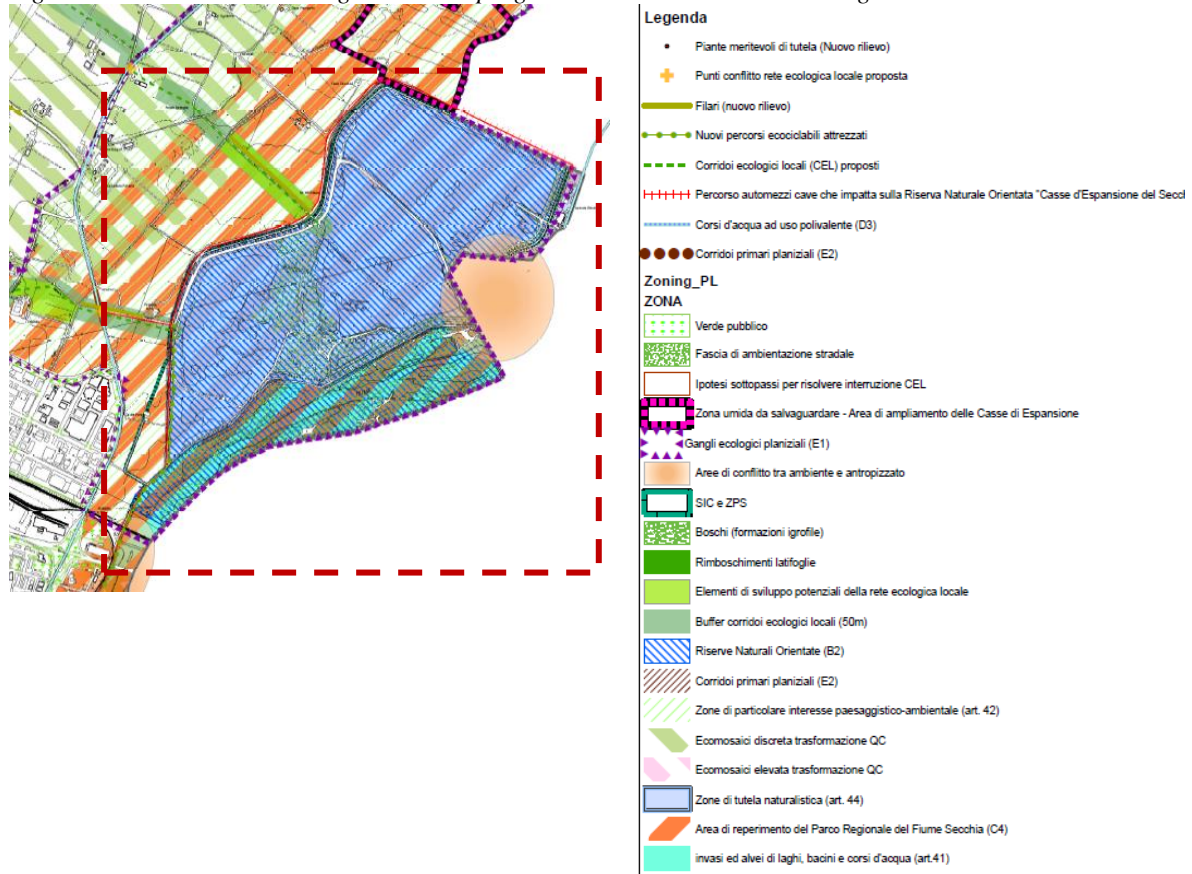 Legenda
Piante meritevoli di tutela (Nuovo rilievo)
Punti conflitto rete ecologica locale proposta
Filari (nuovo rilievo)
Nuovi percorsi ecociclabili attrezzati
Corridoi ecologici locali (CEL) proposti
Percorso automezzi cave che impatta sulla Riserva Naturale Orientata "Casse d'Espansione del Secch
Corsi d'acqua ad uso polivalente (D3)
Corridoi primari planiziali (E2)
Zoning_PL
ZONA
Verde pubblico
Fascia di ambientazione stradale
Ipotesi sottopassi per risolvere interruzione CEL
Zona umida da salvaguardare - Area di ampliamento delle Casse di Espansione
Gangli ecologici planiziali (E1)
Aree di conflitto tra ambiente e antropizzato
SIC e ZPS
Boschi (formazioni igrofile)
Rimboschimenti latifoglie
Elementi di sviluppo potenziali della rete ecologica locale
Buffer corridoi ecologici locali (50m)
Riserve Naturali Orientate (B2)
Corridoi primari planiziali (E2)
Zone di particolare interesse paesaggistico-ambientale (art. 42)
Ecomosaici discreta trasformazione QC
Ecomosaici elevata trasformazione QC
Zone di tutela naturalistica (art. 44)
Area di reperimento del Parco Regionale del Fiume Secchia (C4)
invasi ed alvei di laghi, bacini e corsi d'acqua (art.41)